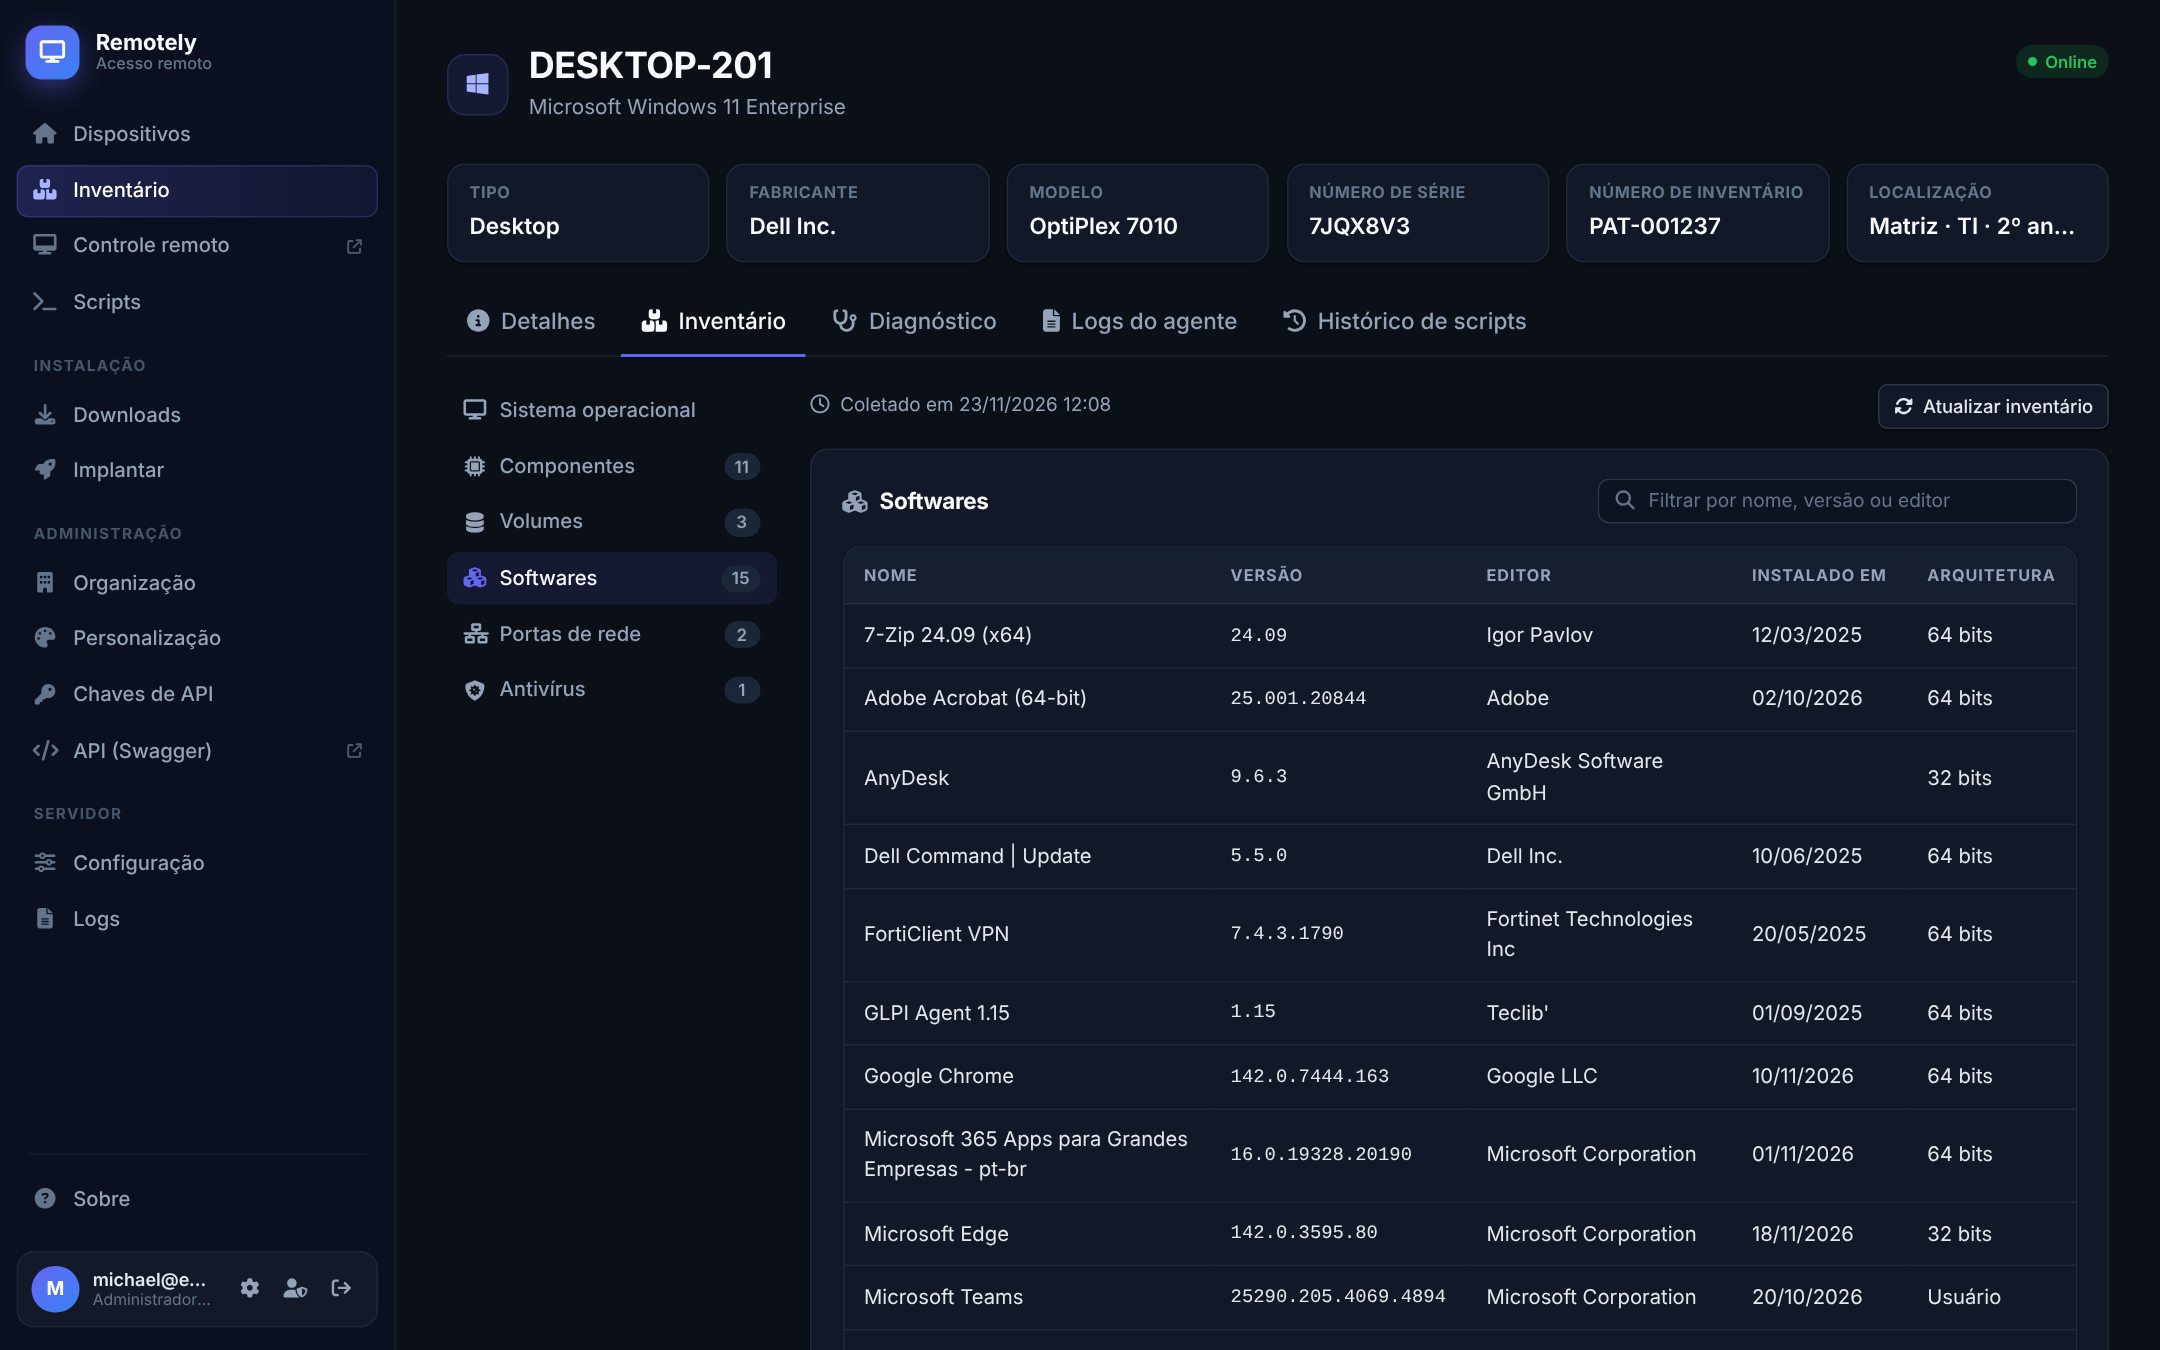 Remotely
Acesso remoto
Dispositivos
Inventário
Controle remoto
Scripts
INSTALAÇÃO
Downloads
Implantar
ADMINISTRAÇÃO
Organização
Personalização
Chaves de API
API (Swagger)
SERVIDOR
Configuração
Logs
Sobre
M
michael@e...
Administrador...
DESKTOP-201
Microsoft Windows 11 Enterprise
Online
TIPO
Desktop
FABRICANTE
Dell Inc.
MODELO
OptiPlex 7010
NÚMERO DE SÉRIE
7JQX8V3
NÚMERO DE INVENTÁRIO
PAT-001237
LOCALIZAÇÃO
Matriz · TI · 2º an...
Detalhes
Inventário
Diagnóstico
Logs do agente
Histórico de scripts
Sistema operacional
Componentes 11
Volumes 3
Softwares 15
Portas de rede 2
Antivírus 1
Coletado em 23/11/2026 12:08
Atualizar inventário
Softwares
Filtrar por nome, versão ou editor
NOME VERSÃO EDITOR INSTALADO EM ARQUITETURA
7-Zip 24.09 (x64) 24.09 Igor Pavlov 12/03/2025 64 bits
Adobe Acrobat (64-bit) 25.001.20844 Adobe 02/10/2026 64 bits
AnyDesk 9.6.3 AnyDesk Software
GmbH 32 bits
Dell Command | Update 5.5.0 Dell Inc. 10/06/2025 64 bits
FortiClient VPN 7.4.3.1790 Fortinet Technologies
Inc 20/05/2025 64 bits
GLPI Agent 1.15 1.15 Teclib' 01/09/2025 64 bits
Google Chrome 142.0.7444.163 Google LLC 10/11/2026 64 bits
Microsoft 365 Apps para Grandes
Empresas - pt-br 16.0.19328.20190 Microsoft Corporation 01/11/2026 64 bits
Microsoft Edge 142.0.3595.80 Microsoft Corporation 18/11/2026 32 bits
Microsoft Teams 25290.205.4069.4894 Microsoft Corporation 20/10/2026 Usuário